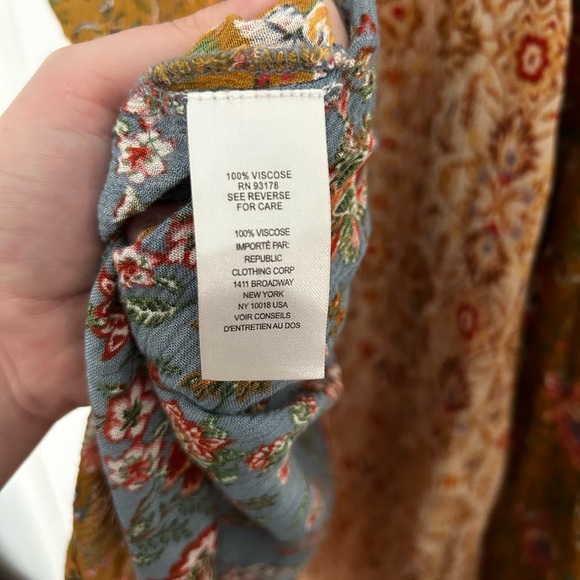 100% VISCOSE
RN 93178
SEE REVERSE
FOR CARE
100% VISCOSE
IMPORTÉ PAR:
REPUBLIC
CLOTHING CORP
1411 BROADWAY
NEW YORK
NY 10018 USA
VOIR CONSEILS
D'ENTRETIEN AU DOS